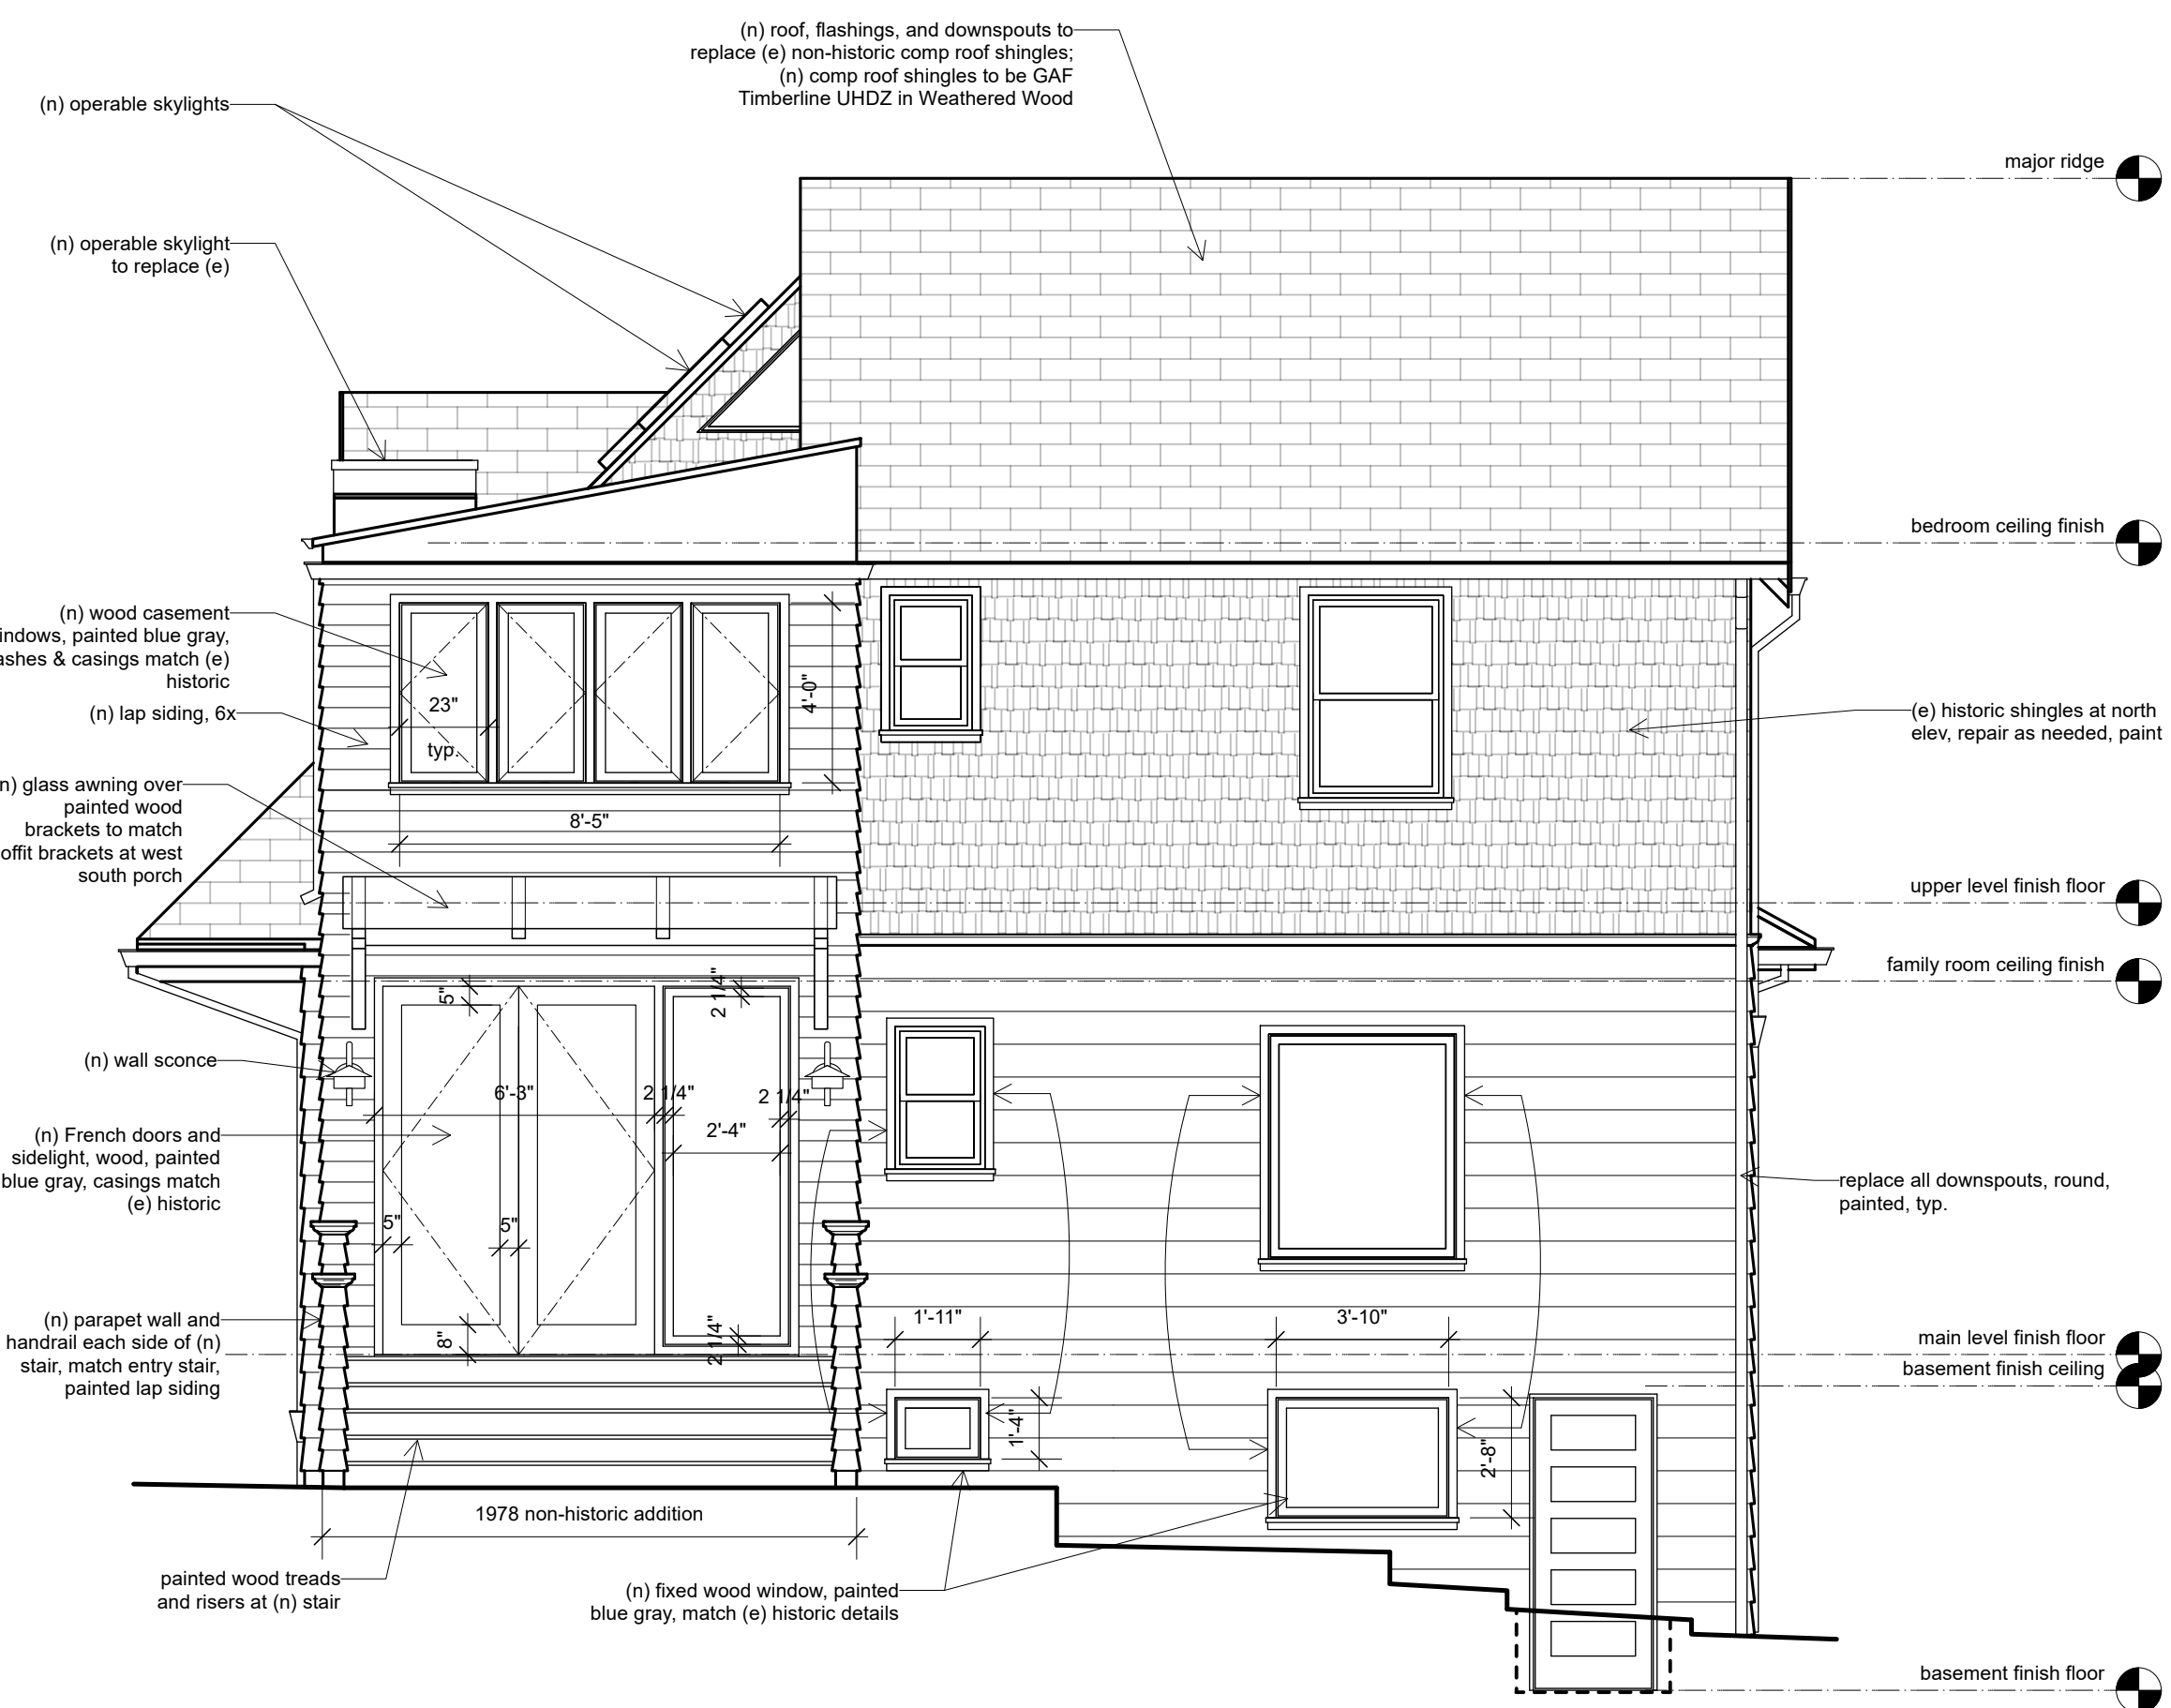 (n) roof, flashings, and downspouts to
replace (e) non-historic comp roof shingles;
(n) comp roof shingles to be GAF
Timberline UHDZ in Weathered Wood
(n) operable skylights
major ridge
(n) operable skylight
to replace (e)
bedroom ceiling finish
(n) wood casement
indows, painted blue gray,
ashes & casings match (e)
historic
23"
typ.
4'-0"
(n) lap siding, 6x
(e) historic shingles at north
elev, repair as needed, paint
n) glass awning over
painted wood
brackets to match
offit brackets at west
south porch
8'-5"
upper level finish floor
family room ceiling finish
5"
2 1/4"
(n) wall sconce
6'-3"
2 1/4"
2 1/4"
2'-4"
(n) French doors and
sidelight, wood, painted
blue gray, casings match
(e) historic
replace all downspouts, round,
painted, typ.
5"
5"
(n) parapet wall and
handrail each side of (n)
stair, match entry stair,
painted lap siding
8"
2 1/4"
1'-11"
3'-10"
main level finish floor
basement finish ceiling
1'-4"
2'-8"
1978 non-historic addition
painted wood treads
and risers at (n) stair
(n) fixed wood window, painted
blue gray, match (e) historic details
basement finish floor